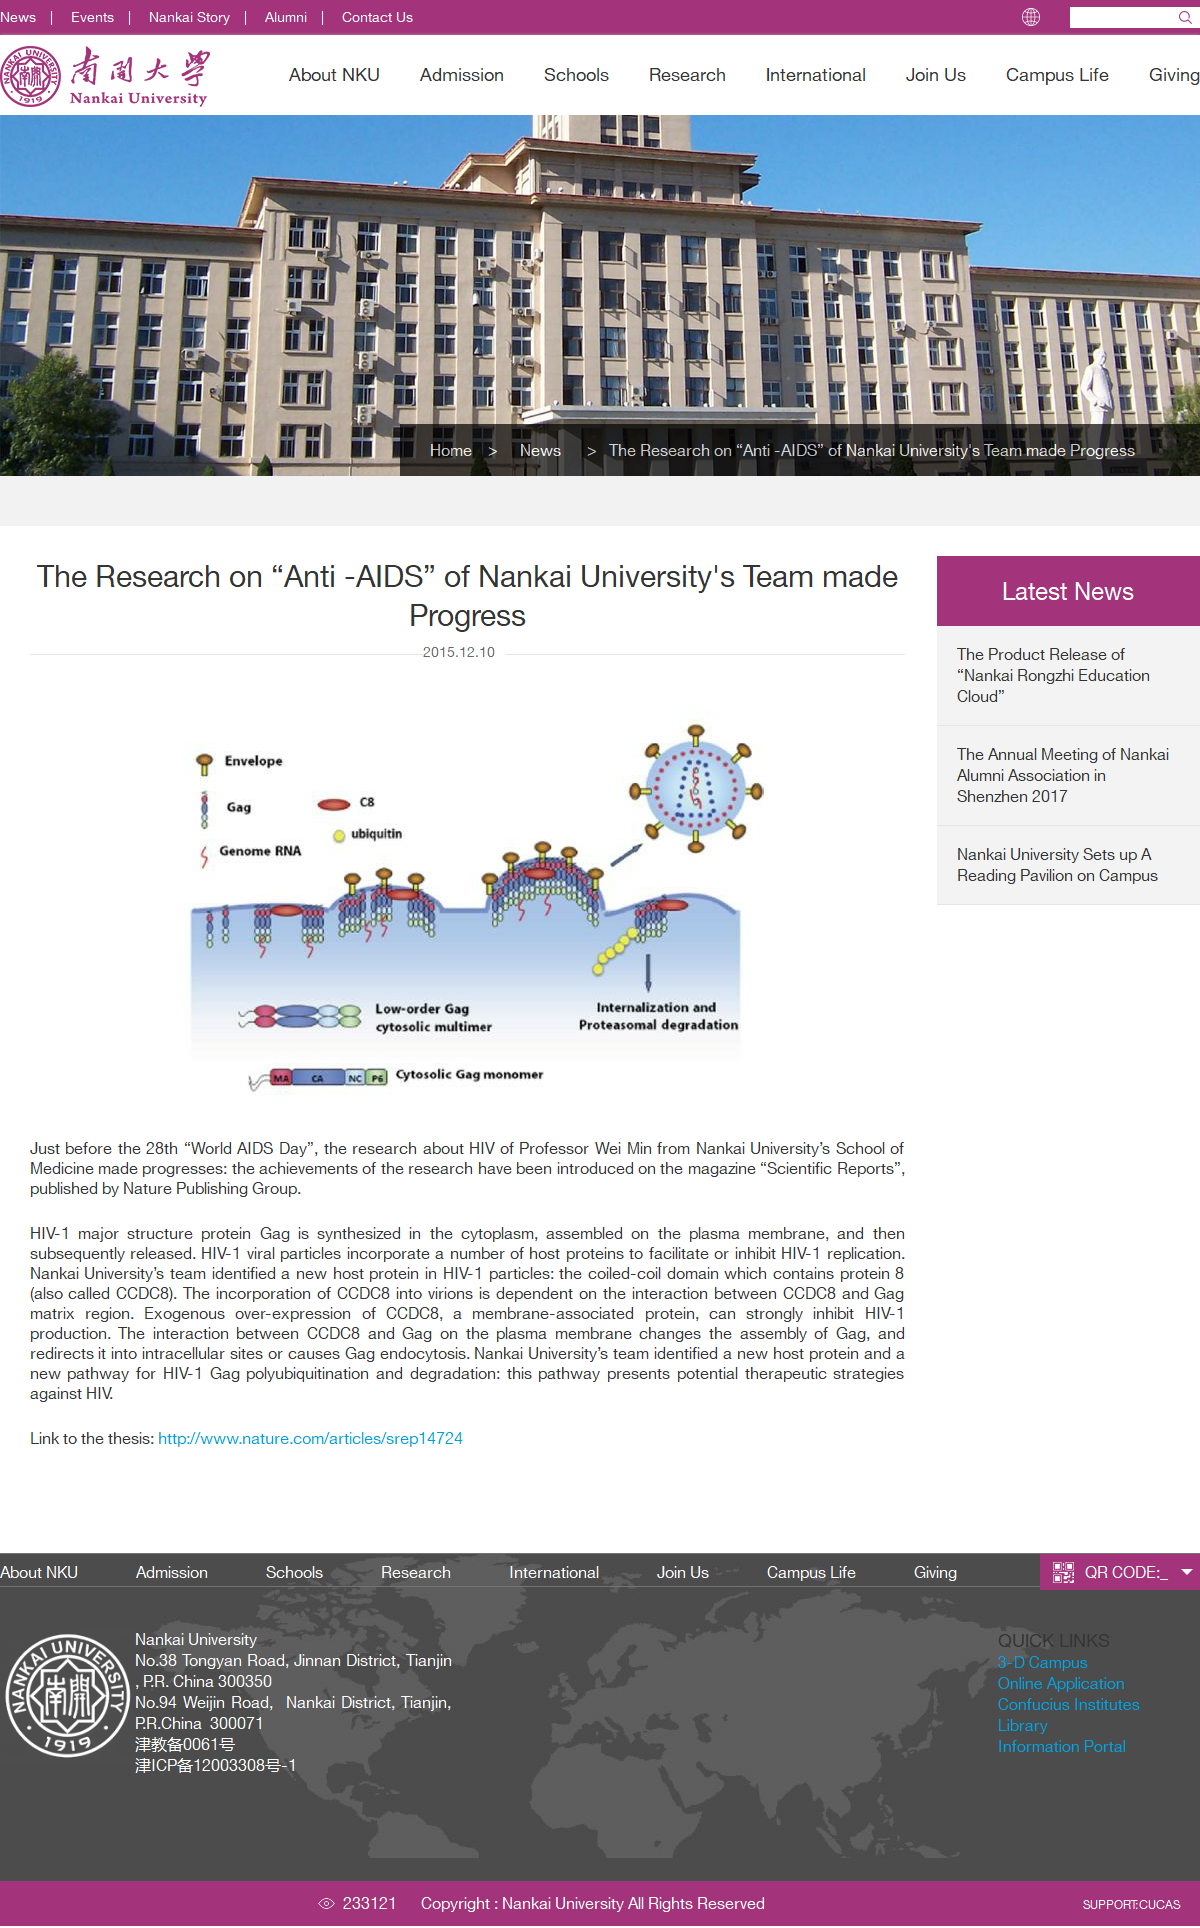 News | Events | Nankai Story | Alumni | Contact Us
NANKAI UNIVERSITY
南開
1919
南開大學
Nankai University
About NKU Admission Schools Research International Join Us Campus Life Giving
Home > News > The Research on “Anti -AIDS” of Nankai University's Team made Progress
The Research on “Anti -AIDS” of Nankai University's Team made
Progress
2015.12.10
Latest News
The Product Release of
“Nankai Rongzhi Education
Cloud”
The Annual Meeting of Nankai
Alumni Association in
Shenzhen 2017
Nankai University Sets up A
Reading Pavilion on Campus
Envelope
Gag
C8
ubiquitin
Genome RNA
Low-order Gag
cytosolic multimer
Internalization and
Proteasomal degradation
MA CA NC P6
Cytosolic Gag monomer
Just before the 28th “World AIDS Day”, the research about HIV of Professor Wei Min from Nankai University’s School of
Medicine made progresses: the achievements of the research have been introduced on the magazine “Scientific Reports”,
published by Nature Publishing Group.
HIV-1 major structure protein Gag is synthesized in the cytoplasm, assembled on the plasma membrane, and then
subsequently released. HIV-1 viral particles incorporate a number of host proteins to facilitate or inhibit HIV-1 replication.
Nankai University’s team identified a new host protein in HIV-1 particles: the coiled-coil domain which contains protein 8
(also called CCDC8). The incorporation of CCDC8 into virions is dependent on the interaction between CCDC8 and Gag
matrix region. Exogenous over-expression of CCDC8, a membrane-associated protein, can strongly inhibit HIV-1
production. The interaction between CCDC8 and Gag on the plasma membrane changes the assembly of Gag, and
redirects it into intracellular sites or causes Gag endocytosis. Nankai University’s team identified a new host protein and a
new pathway for HIV-1 Gag polyubiquitination and degradation: this pathway presents potential therapeutic strategies
against HIV.
Link to the thesis: http://www.nature.com/articles/srep14724
About NKU Admission Schools Research International Join Us Campus Life Giving QR CODE:_
NANKAI UNIVERSITY
南開
1919
Nankai University
No.38 Tongyan Road, Jinnan District, Tianjin
, P.R. China 300350
No.94 Weijin Road, Nankai District, Tianjin,
P.R.China 300071
津教备0061号
津ICP备12003308号-1
QUICK LINKS
3-D Campus
Online Application
Confucius Institutes
Library
Information Portal
233121 Copyright : Nankai University All Rights Reserved
SUPPORT:CUCAS